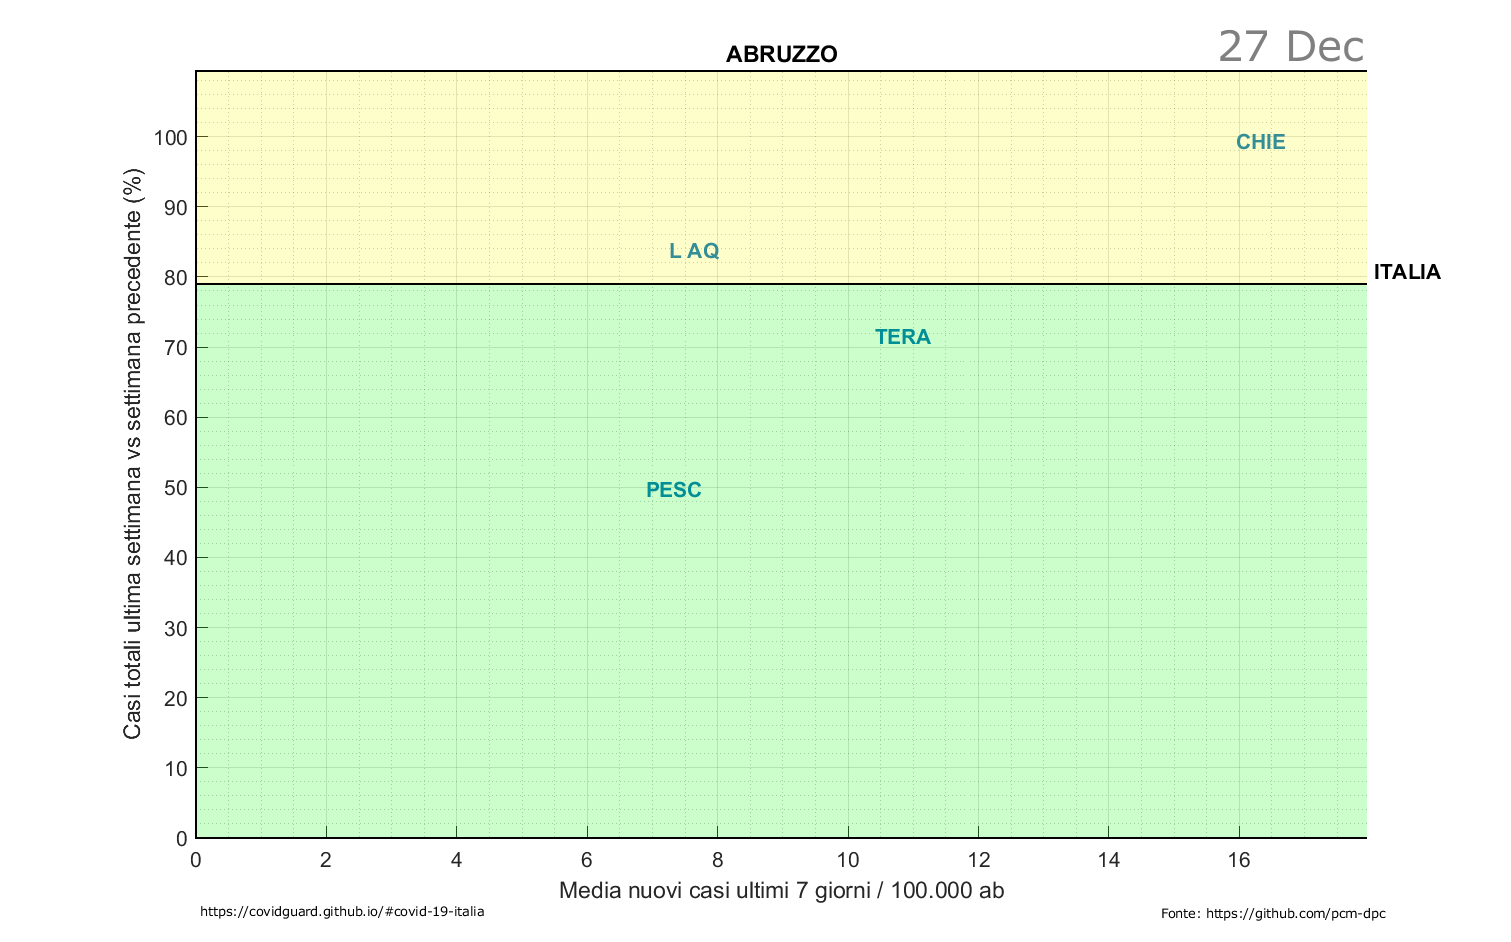 27 Dec
ABRUZZO
100
90
80
70
60
50
40
30
20
10
0
Casi totali ultima settimana vs settimana precedente (%)
CHIE
L AQ
ITALIA
TERA
PESC
0 2 4 6 8 10 12 14 16
Media nuovi casi ultimi 7 giorni / 100.000 ab
https://covidguard.github.io/#covid-19-italia
Fonte: https://github.com/pcm-dpc